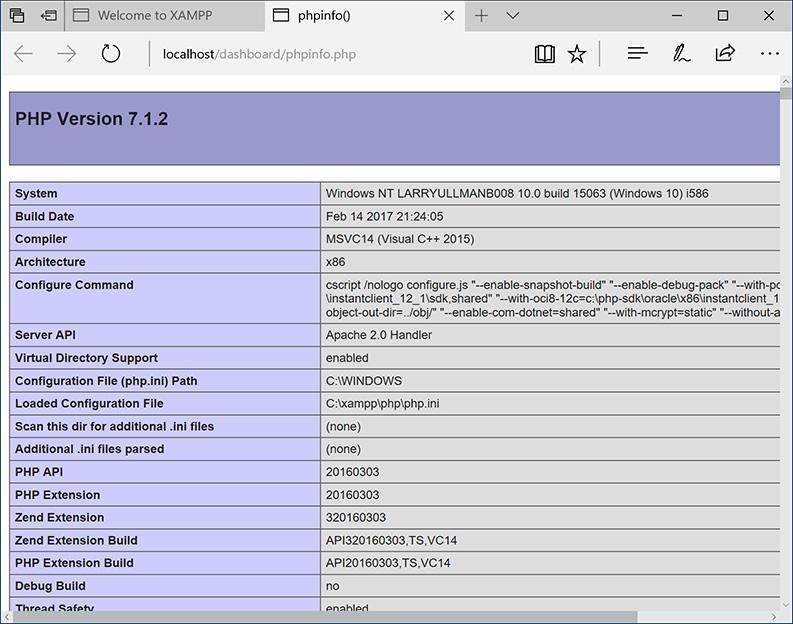 Welcome to XAMPP
phpinfo()
localhost/dashboard/phpinfo.php
PHP Version 7.1.2
System Windows NT LARRYULLMANB008 10.0 build 15063 (Windows 10) i586
Build Date Feb 14 2017 21:24:05
Compiler MSVC14 (Visual C++ 2015)
Architecture x86
Configure Command cscript /nologo configure.js "--enable-snapshot-build" "--enable-debug-pack" "--with-pd
\instantclient_12_1\sdk,shared" "--with-oci8-12c=c:\php-sdk\oracle\x86\instantclient_1
object-out-dir=../obj/" "--enable-com-dotnet=shared" "--with-mcrypt=static" "--without-a
Server API Apache 2.0 Handler
Virtual Directory Support enabled
Configuration File (php.ini) Path C:\WINDOWS
Loaded Configuration File C:\xampp\php\php.ini
Scan this dir for additional .ini files (none)
Additional .ini files parsed (none)
PHP API 20160303
PHP Extension 20160303
Zend Extension 320160303
Zend Extension Build API320160303,TS,VC14
PHP Extension Build API20160303,TS,VC14
Debug Build no
Thread Safety enabled